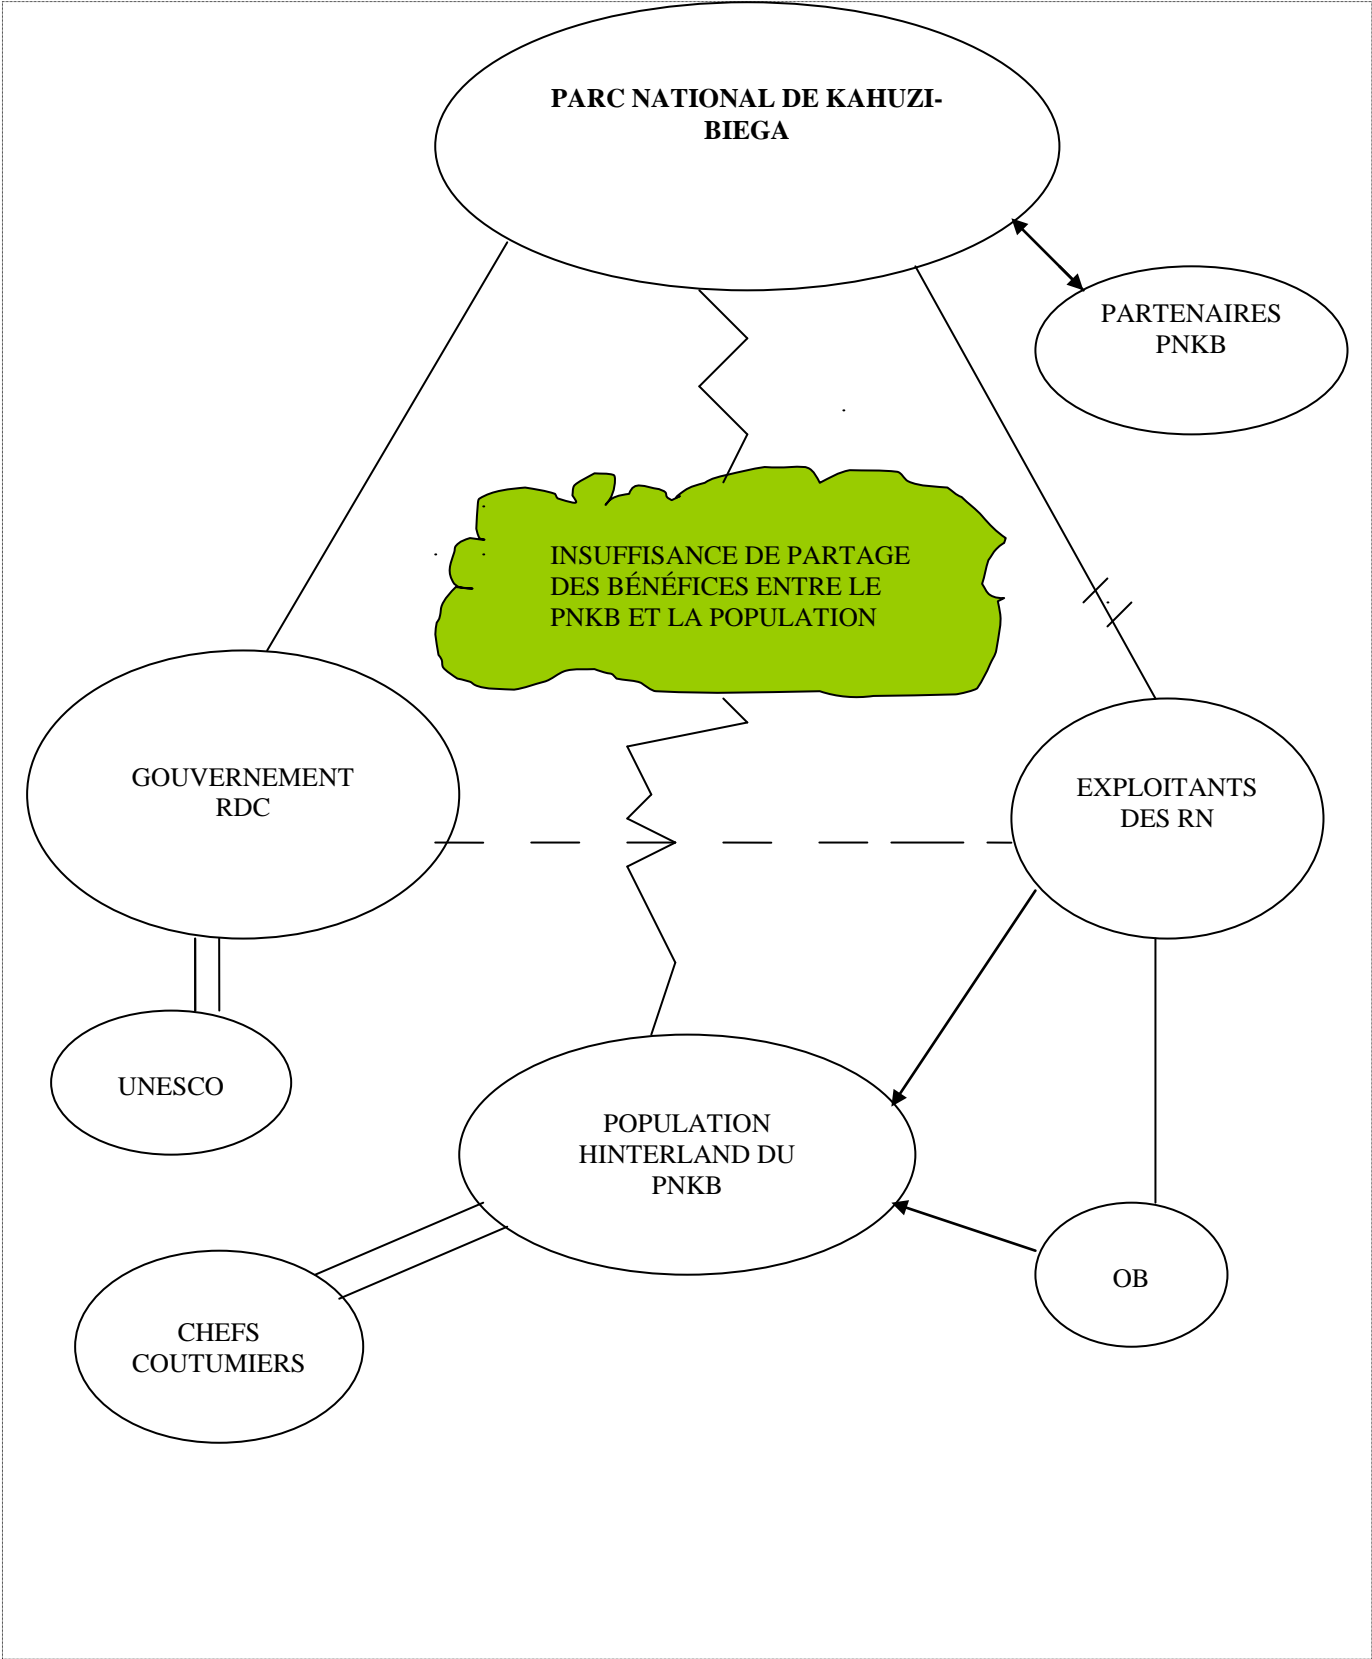 PARC NATIONAL DE KAHUZI-
BIEGA
PARTENAIRES
PNKB
INSUFFISANCE DE PARTAGE
DES BÉNÉFICES ENTRE LE
PNKB ET LA POPULATION
GOUVERNEMENT
RDC
EXPLOITANTS
DES RN
UNESCO
POPULATION
HINTERLAND DU
PNKB
OB
CHEFS
COUTUMIERS